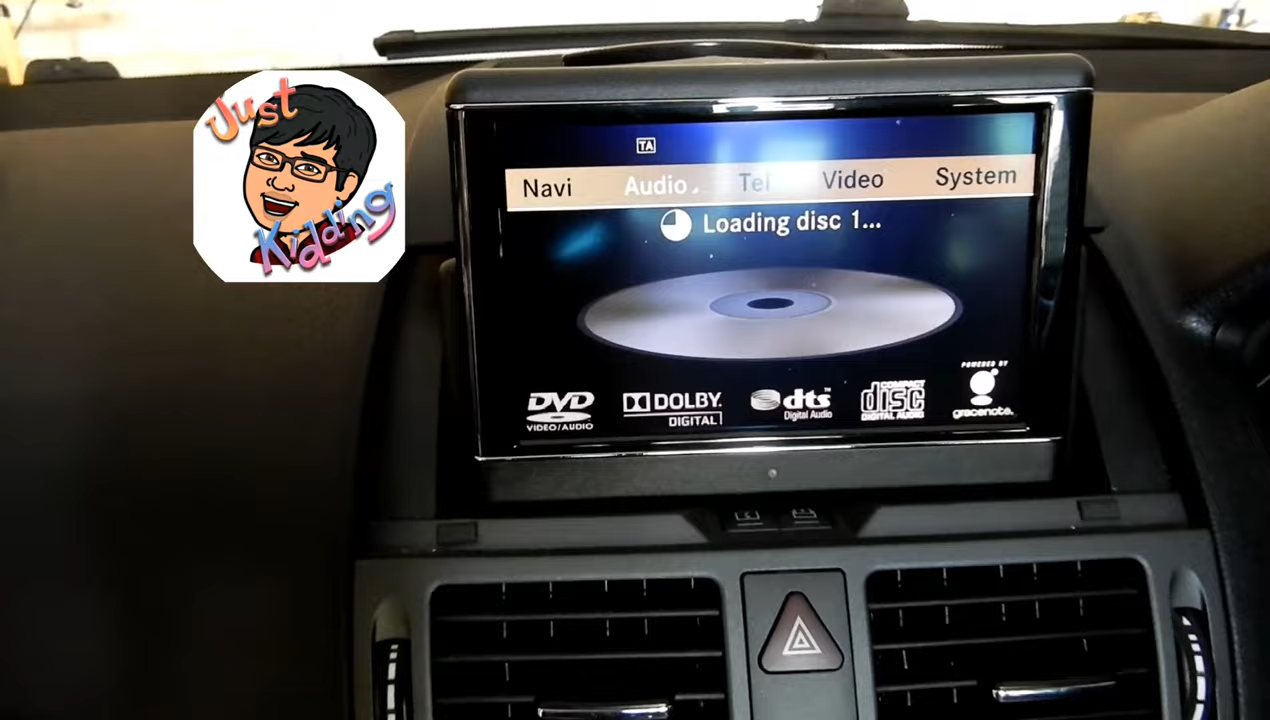 Just
Kidding
TA
Navi Audio Tel Video System
Loading disc 1...
DVD
VIDEO/AUDIO
DOLBY
DIGITAL
dts
Digital Audio
COMPACT
disc
DIGITAL AUDIO
POWERED BY
gracenote.